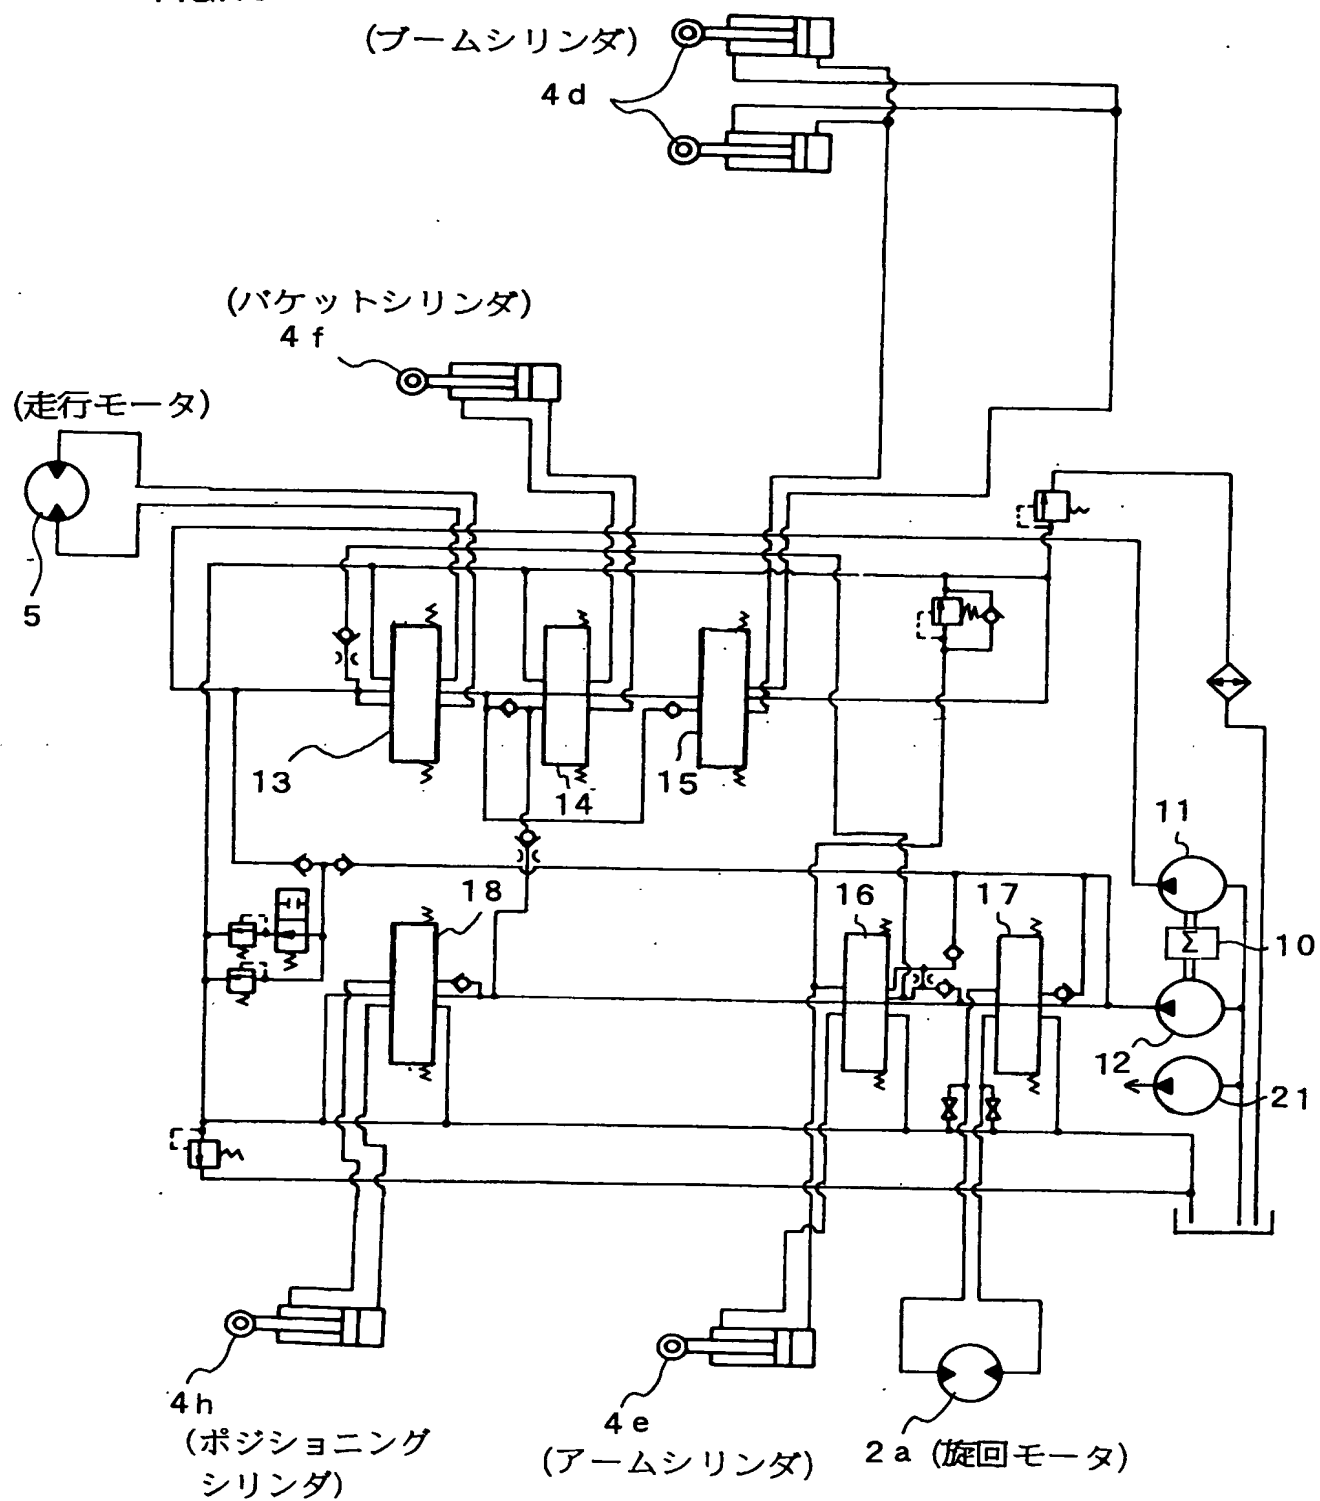 (ブームシリンダ)
4d
(バケットシリンダ)
4f
(走行モータ)
5
13
14
15
11
18
16
17
10
12
21
4h
(ポジショニング
シリンダ)
4e
(アームシリンダ)
2a (旋回モータ)